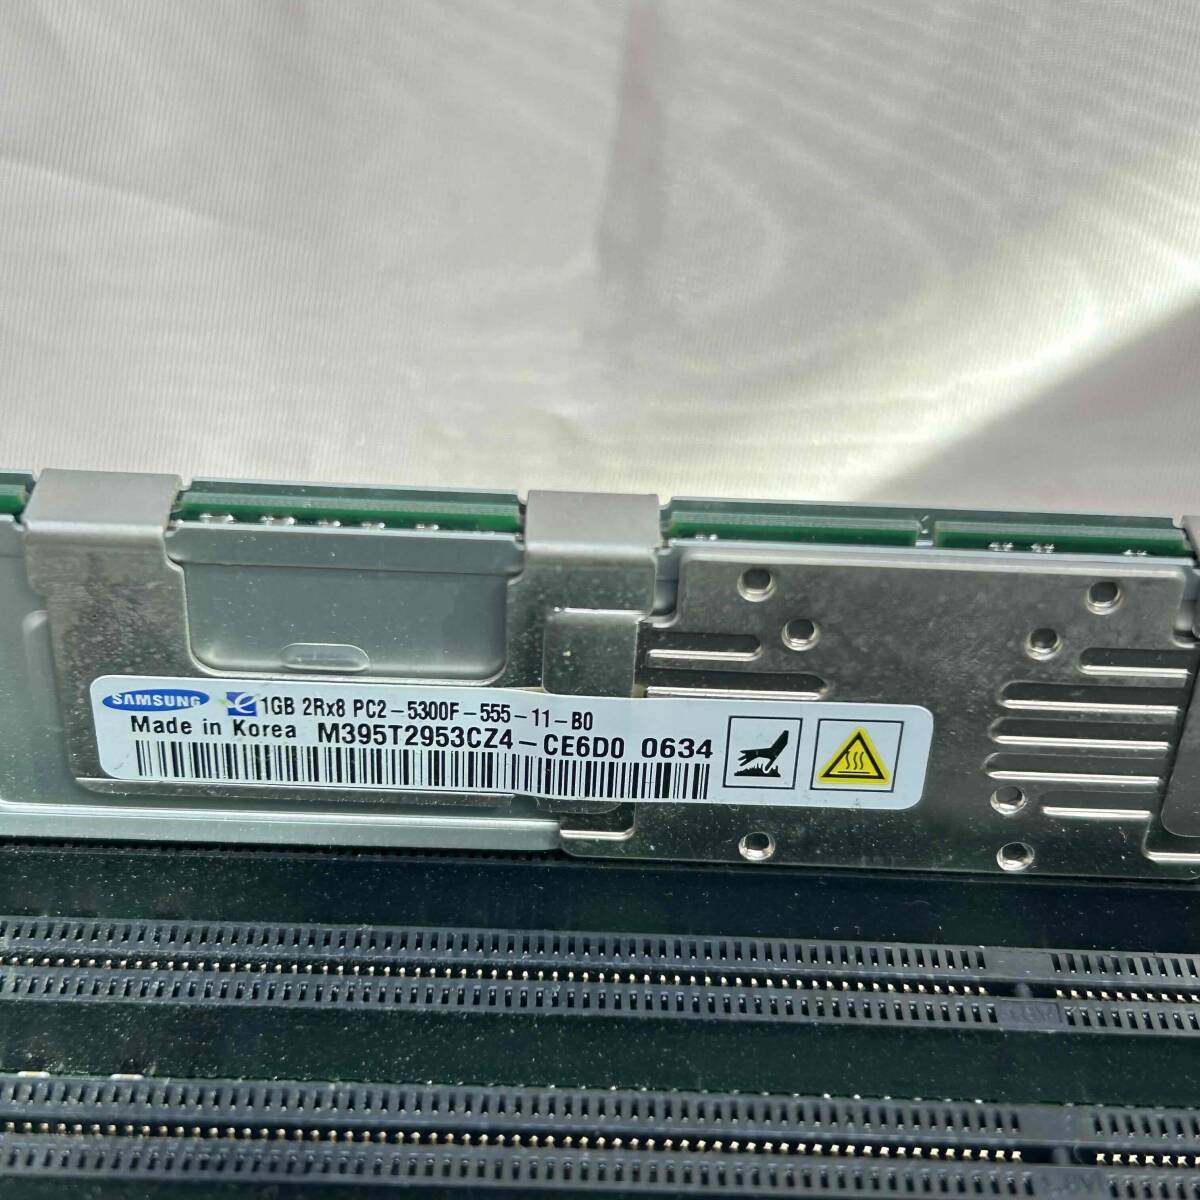 SAMSUNG e 1GB 2Rx8 PC2-5300F-555-11-B0
Made in Korea M395T2953CZ4-CE6D0 0634